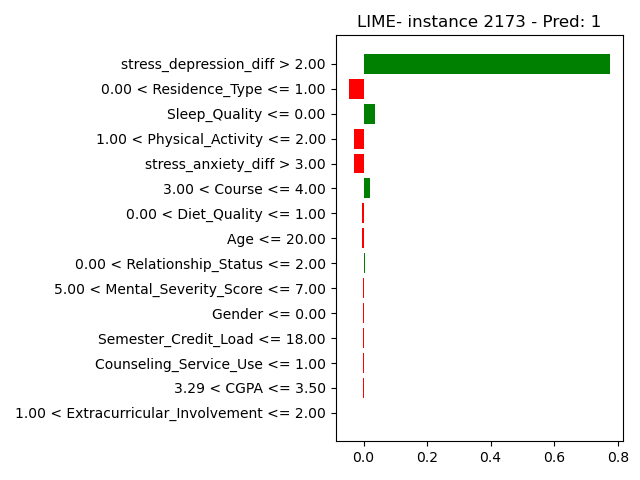 LIME- instance 2173 - Pred: 1
stress_depression_diff > 2.00
0.00 < Residence_Type <= 1.00
Sleep_Quality <= 0.00
1.00 < Physical_Activity <= 2.00
stress_anxiety_diff > 3.00
3.00 < Course <= 4.00
0.00 < Diet_Quality <= 1.00
Age <= 20.00
0.00 < Relationship_Status <= 2.00
5.00 < Mental_Severity_Score <= 7.00
Gender <= 0.00
Semester_Credit_Load <= 18.00
Counseling_Service_Use <= 1.00
3.29 < CGPA <= 3.50
1.00 < Extracurricular_Involvement <= 2.00
0.0 0.2 0.4 0.6 0.8